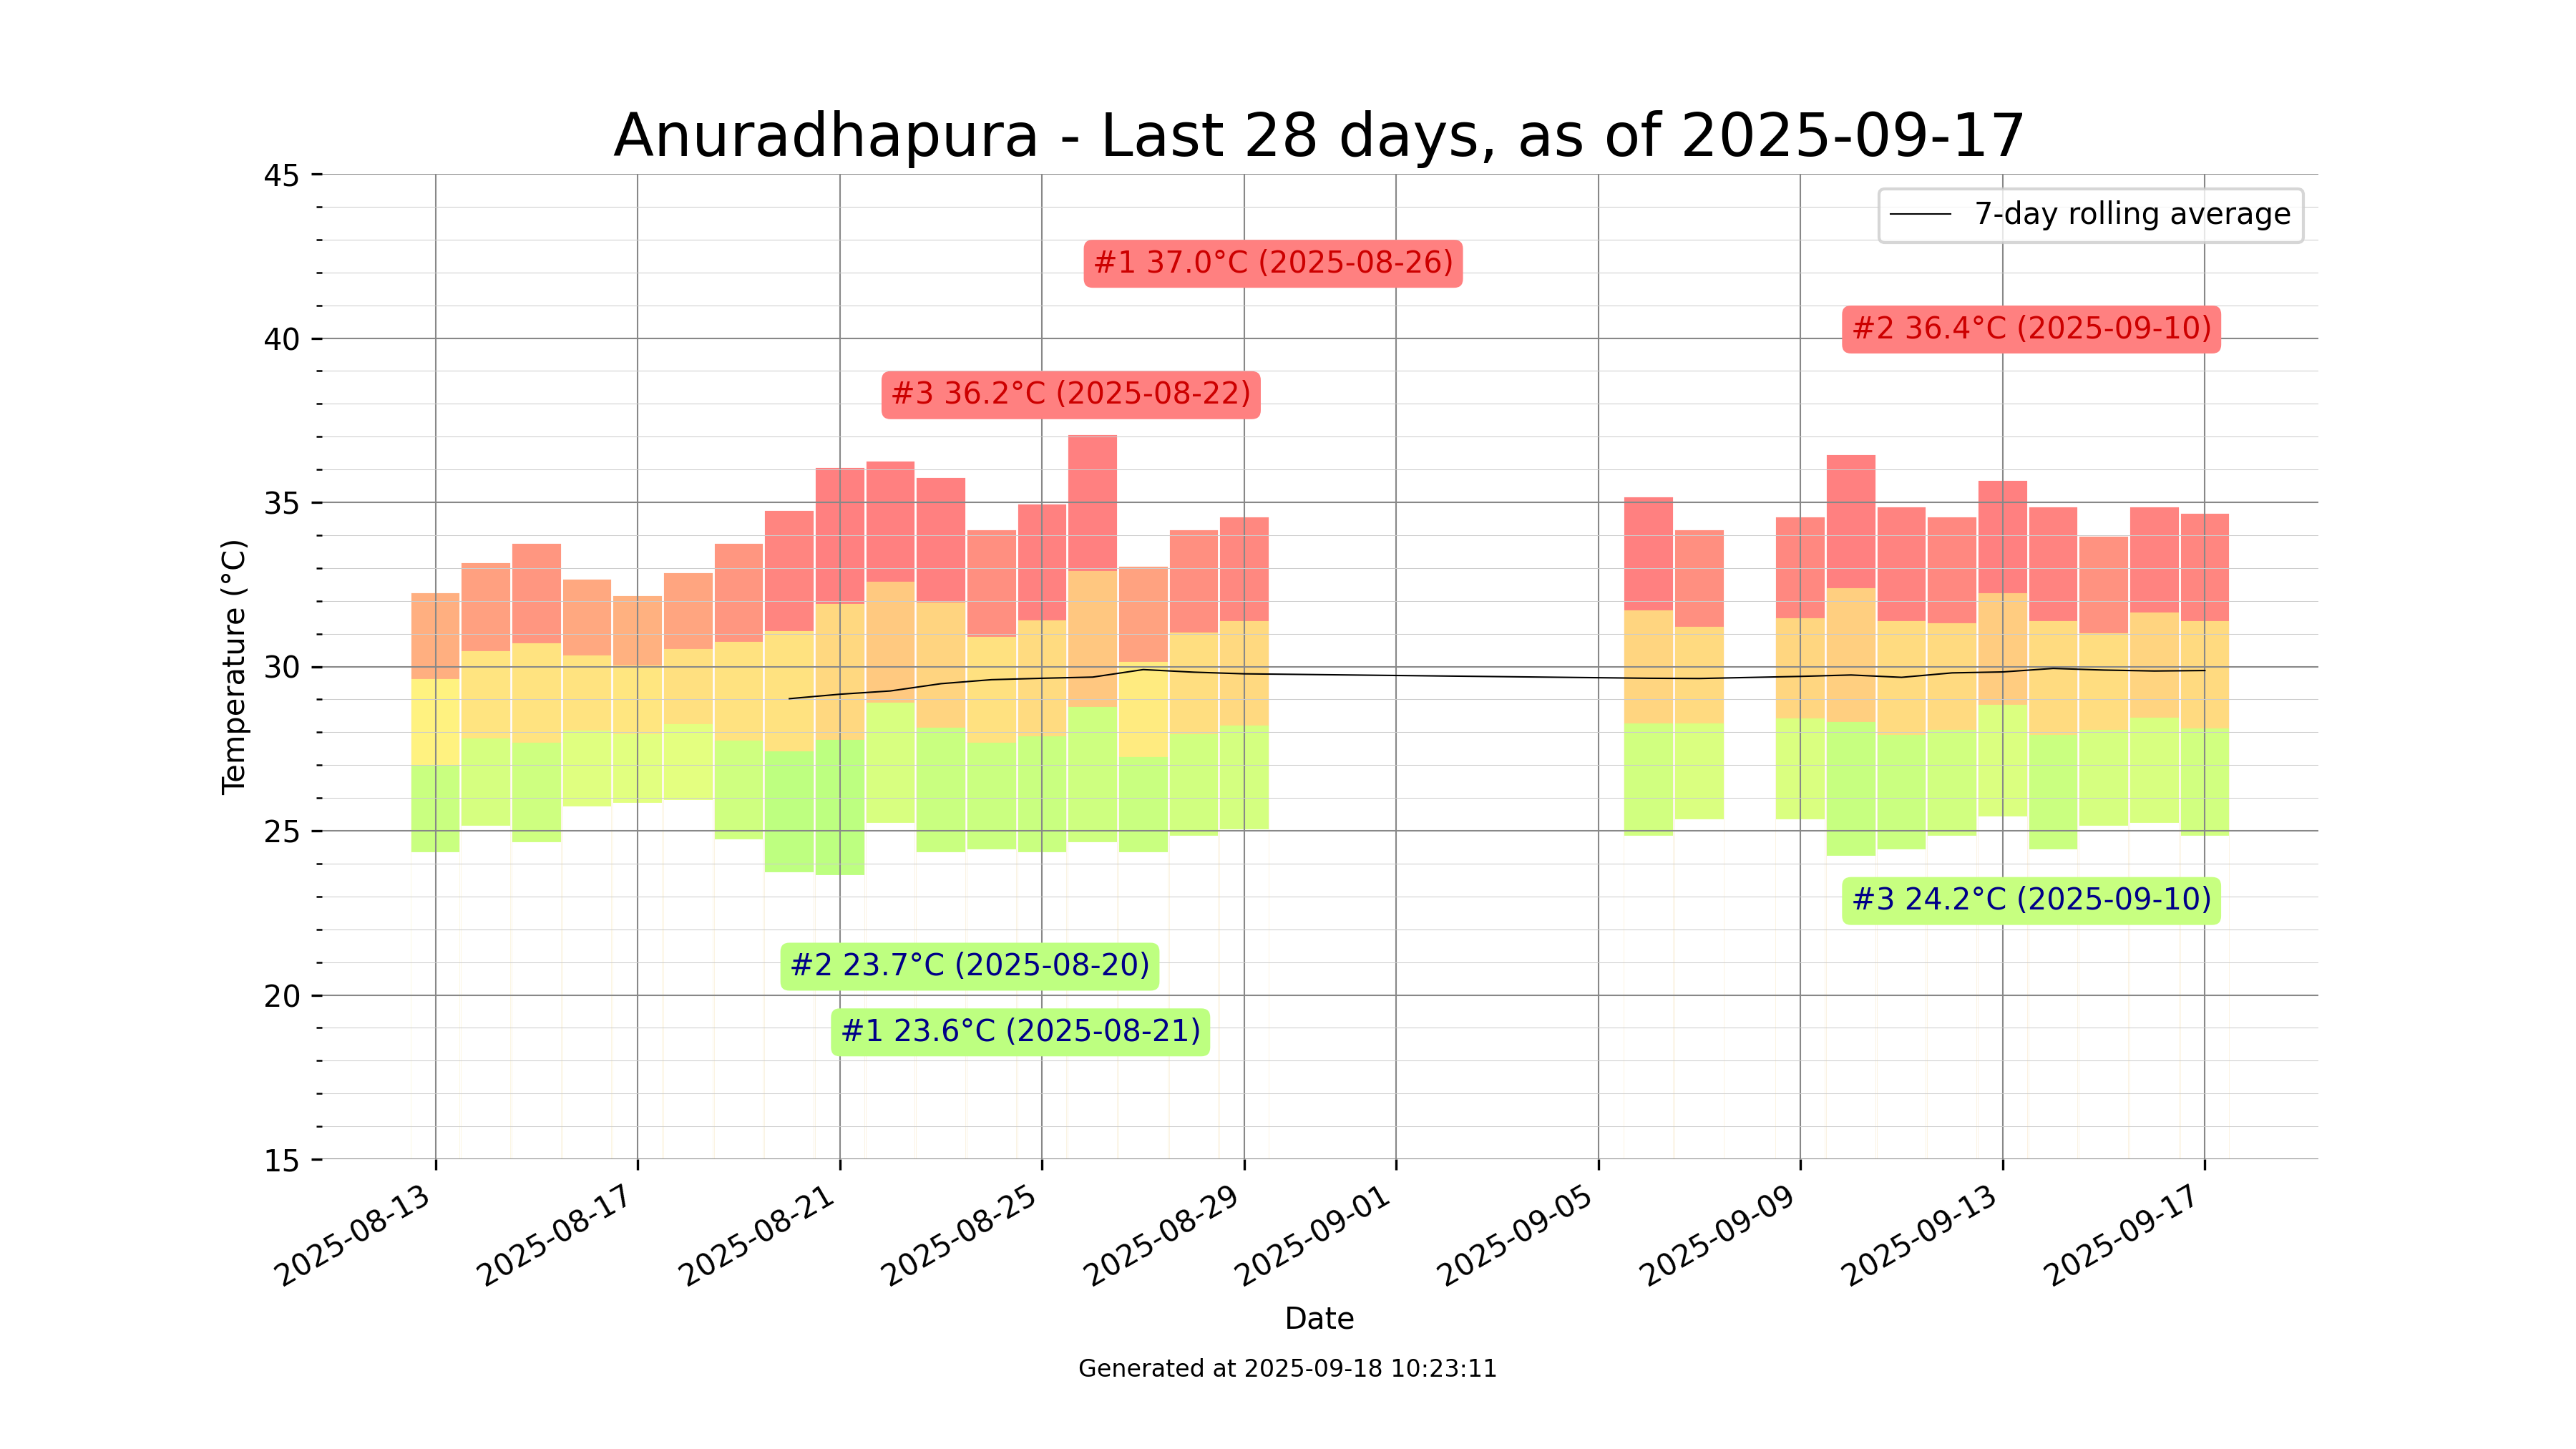 Anuradhapura - Last 28 days, as of 2025-09-17
7-day rolling average
#1 37.0°C (2025-08-26)
#2 36.4°C (2025-09-10)
#3 36.2°C (2025-08-22)
#3 24.2°C (2025-09-10)
#2 23.7°C (2025-08-20)
#1 23.6°C (2025-08-21)
Temperature (°C)
45
40
35
30
25
20
15
2025-08-13
2025-08-17
2025-08-21
2025-08-25
2025-08-29
2025-09-01
2025-09-05
2025-09-09
2025-09-13
2025-09-17
Date
Generated at 2025-09-18 10:23:11